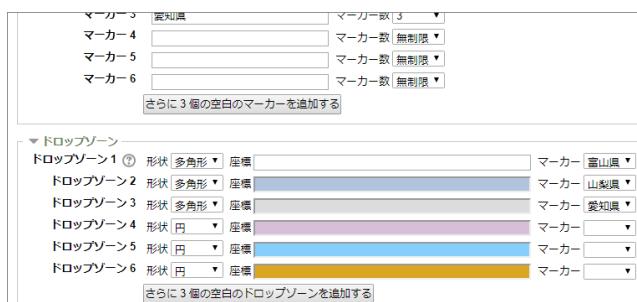 マーカー 3 愛知県 マーカー数 3
マーカー 4 マーカー数 無制限
マーカー 5 マーカー数 無制限
マーカー 6 マーカー数 無制限
さらに 3 個の空白のマーカーを追加する
ドロップゾーン
ドロップゾーン 1 形状 多角形 座標 マーカー 富山県
ドロップゾーン 2 形状 多角形 座標 マーカー 山梨県
ドロップゾーン 3 形状 多角形 座標 マーカー 愛知県
ドロップゾーン 4 形状 円 座標 マーカー
ドロップゾーン 5 形状 円 座標 マーカー
ドロップゾーン 6 形状 円 座標 マーカー
さらに 3 個の空白のドロップゾーンを追加する